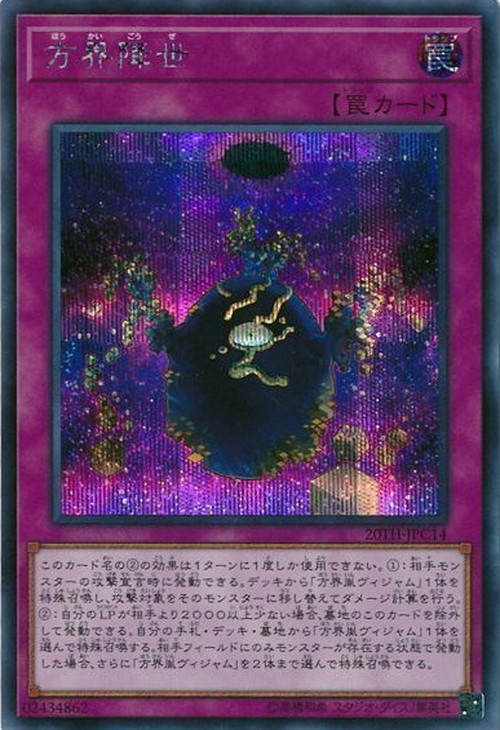 方界降世
罠
【罠カード】
20TH-JPC14
このカード名の②の効果は1ターンに1度しか使用できない。①:相手モン
スターの攻撃宣言時に発動できる。デッキから「方界胤ヴィジャム」1体を
特殊召喚し、攻撃対象をそのモンスターに移し替えてダメージ計算を行う。
②:自分のLPが相手より2000以上少ない場合、墓地のこのカードを除外
して発動できる。自分の手札・デッキ・墓地から「方界胤ヴィジャム」1体を
選んで特殊召喚する。相手フィールドにのみモンスターが存在する状態で発動
した場合、さらに「方界胤ヴィジャム」を2体まで選んで特殊召喚できる。
02434862
©高橋和希 スタジオ・ダイス/集英社